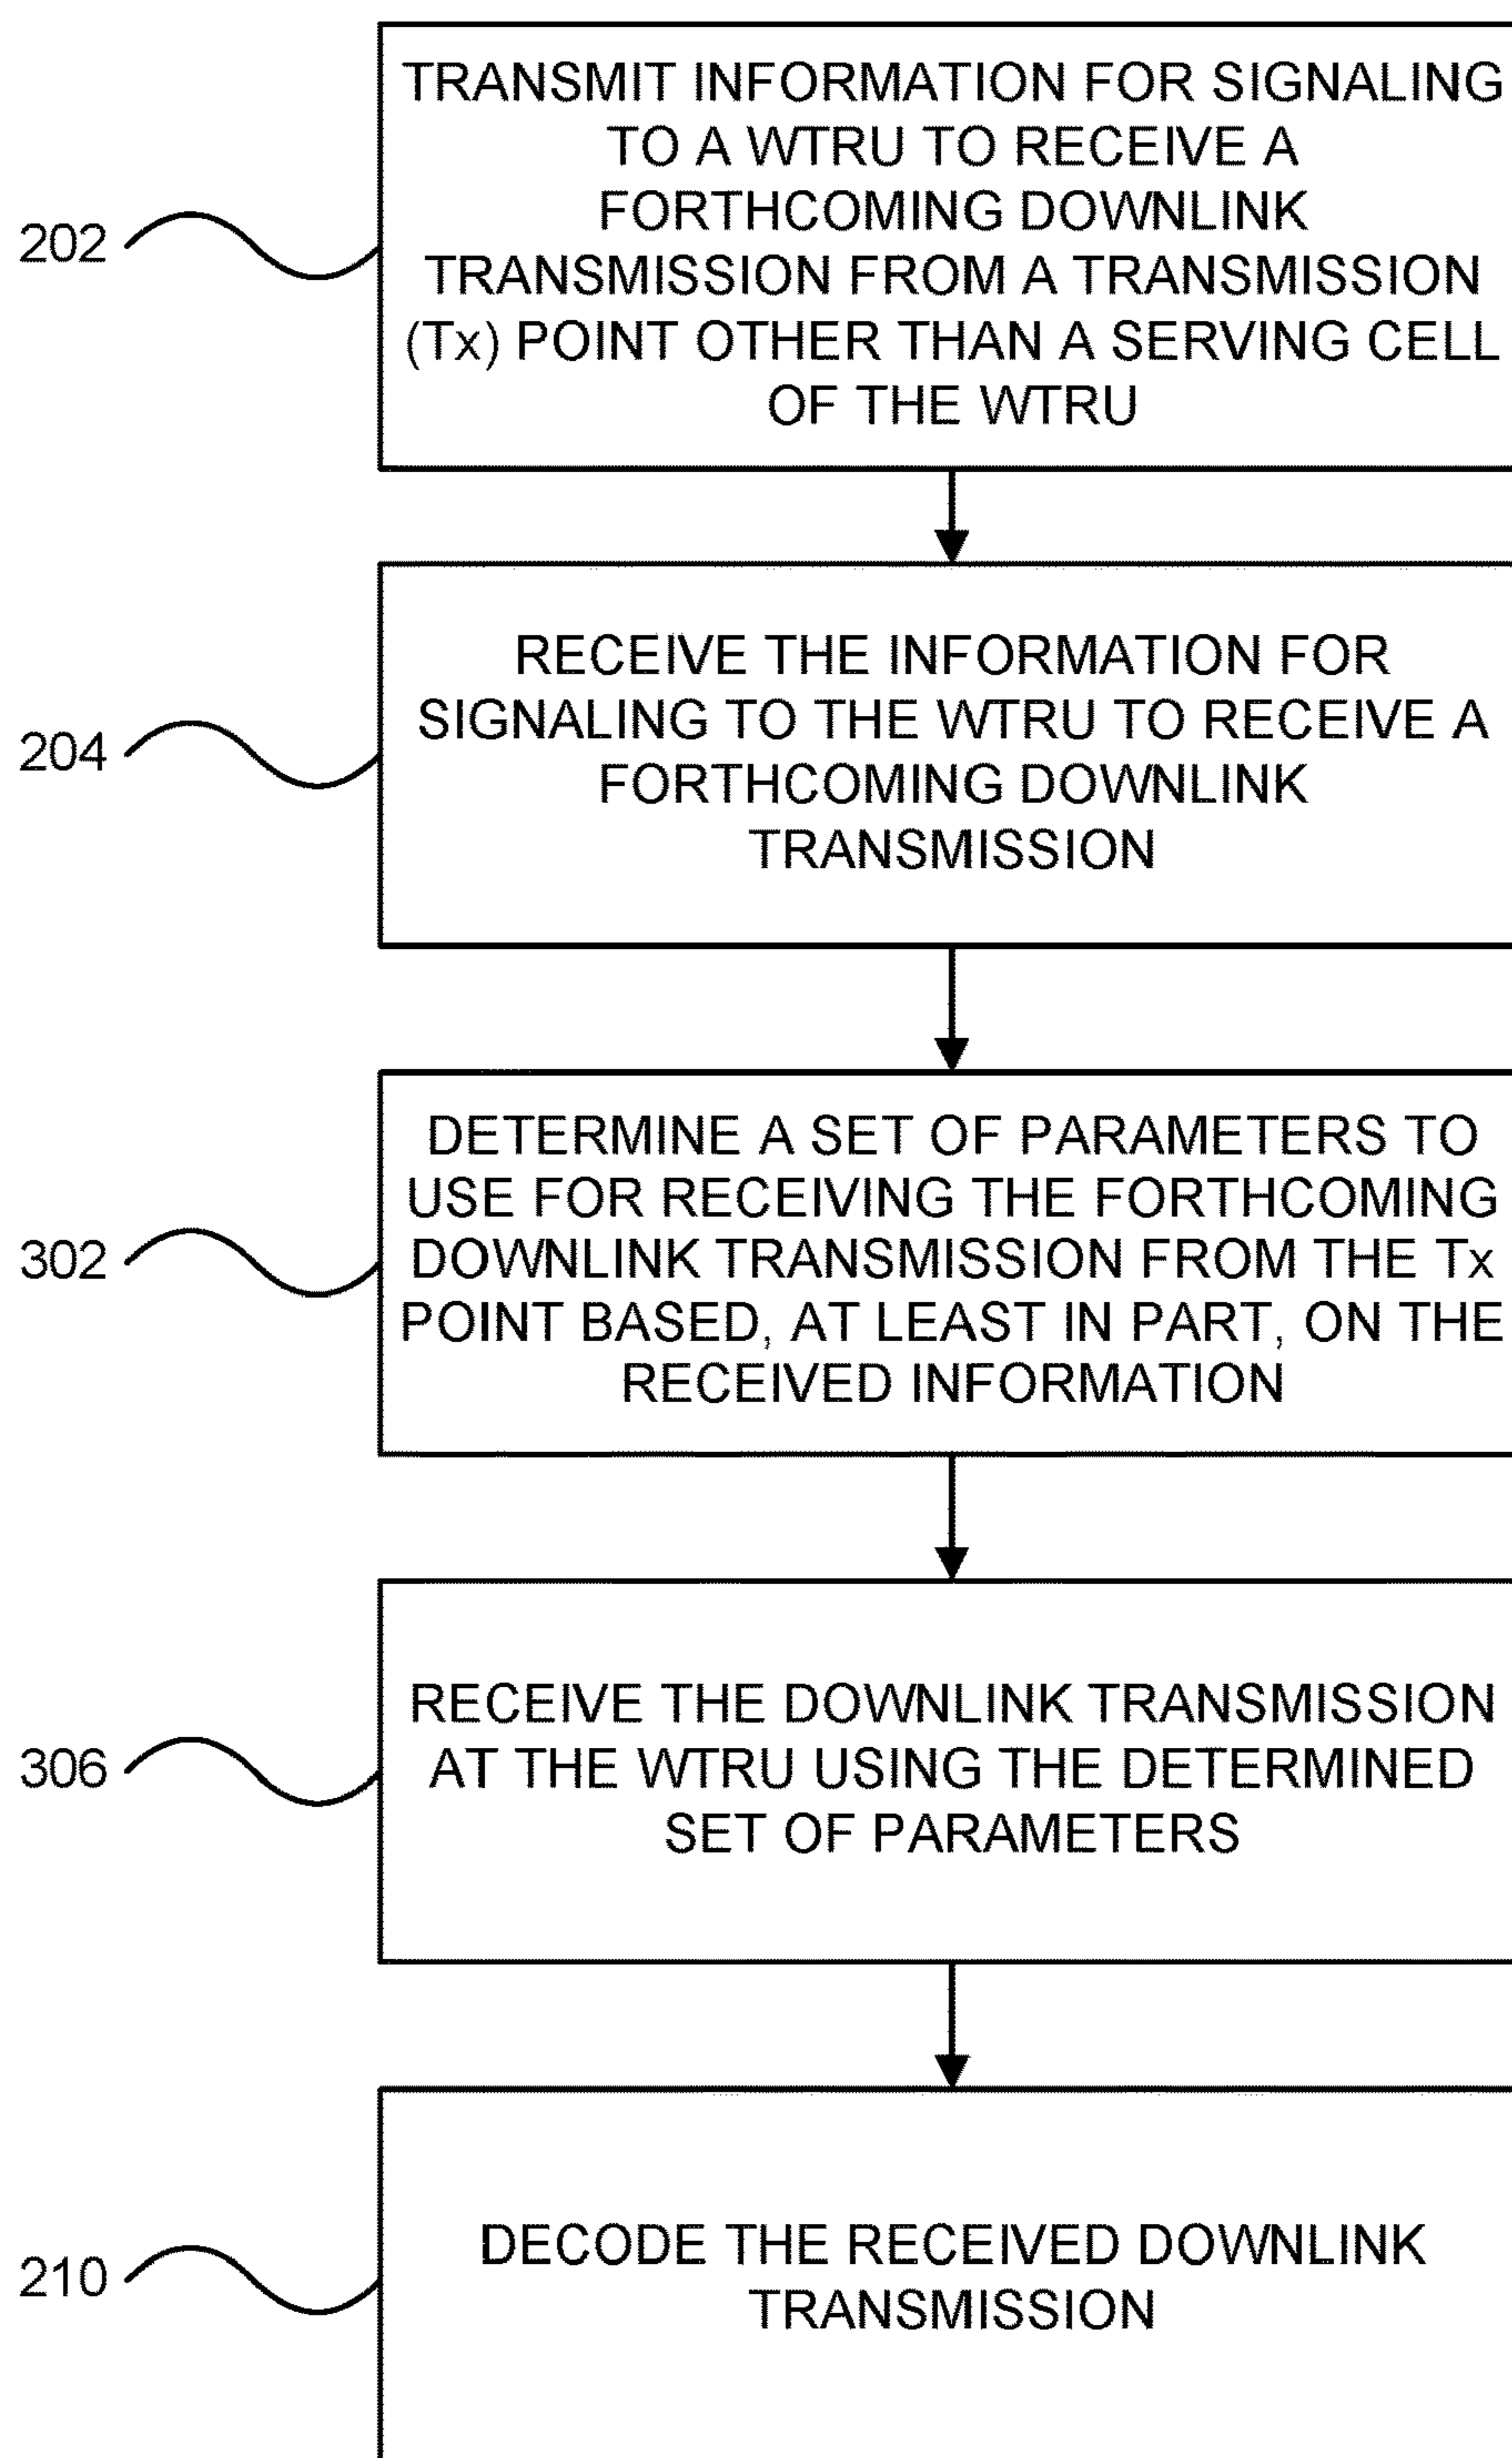 TRANSMIT INFORMATION FOR SIGNALING
TO A WTRU TO RECEIVE A
FORTHCOMING DOWNLINK
TRANSMISSION FROM A TRANSMISSION
(Tx) POINT OTHER THAN A SERVING CELL
OF THE WTRU
202
RECEIVE THE INFORMATION FOR
SIGNALING TO THE WTRU TO RECEIVE A
FORTHCOMING DOWNLINK
TRANSMISSION
204
DETERMINE A SET OF PARAMETERS TO
USE FOR RECEIVING THE FORTHCOMING
DOWNLINK TRANSMISSION FROM THE Tx
POINT BASED, AT LEAST IN PART, ON THE
RECEIVED INFORMATION
302
RECEIVE THE DOWNLINK TRANSMISSION
AT THE WTRU USING THE DETERMINED
SET OF PARAMETERS
306
DECODE THE RECEIVED DOWNLINK
TRANSMISSION
210